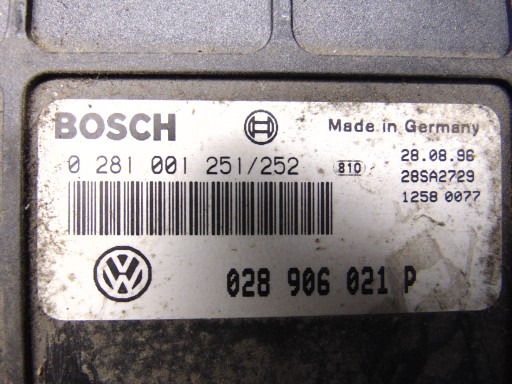 BOSCH
Made in Germany
0 281 001 251/252 810 28.08.96
28SA2729
1258 0077
VW
028 906 021 P